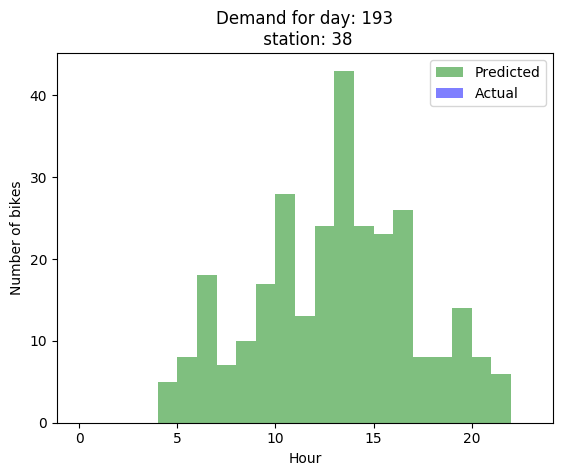 Demand for day: 193
station: 38
Predicted
Actual
Number of bikes
40
30
20
10
0
0 5 10 15 20
Hour